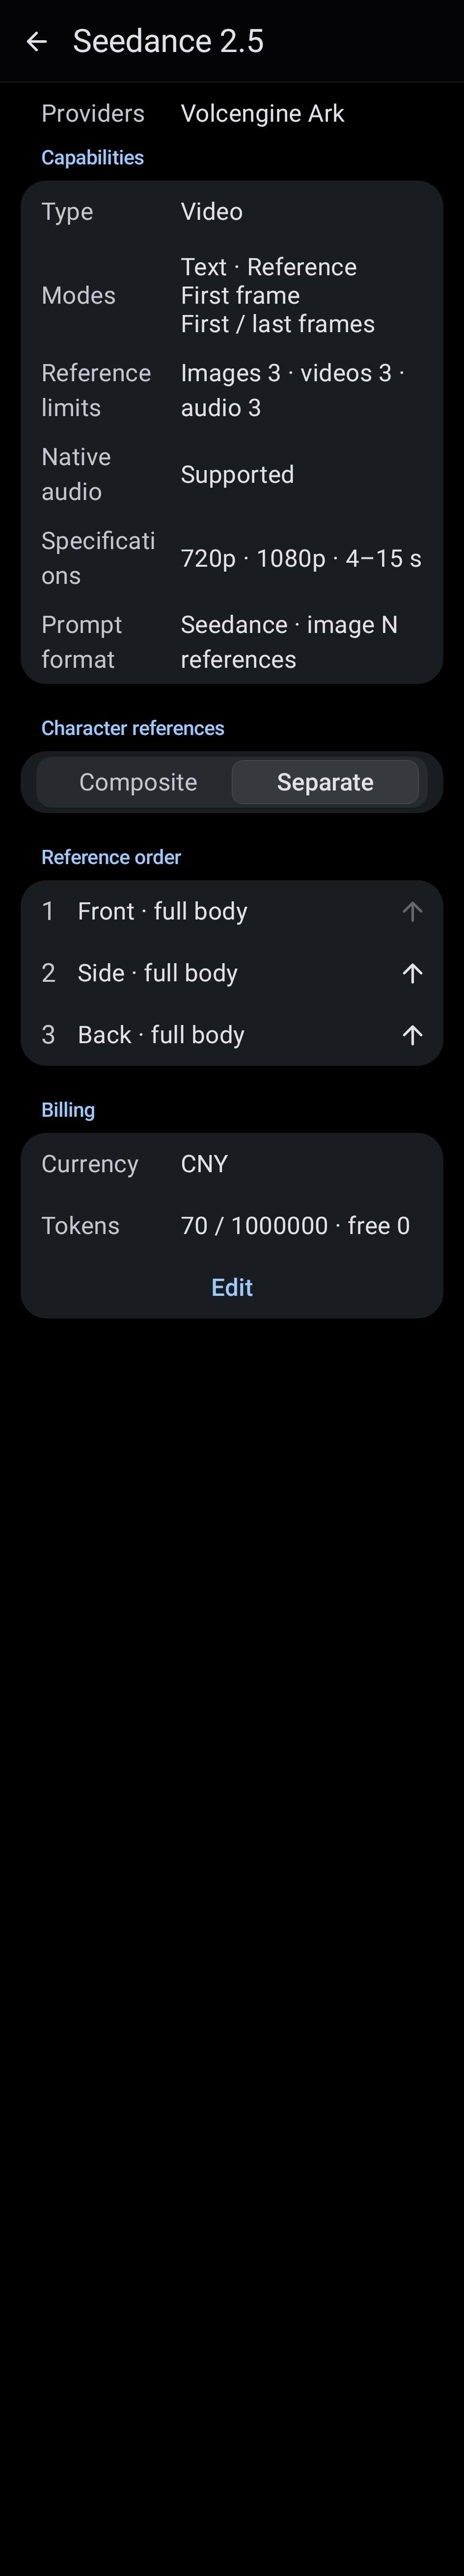 Seedance 2.5
Providers Volcengine Ark
Capabilities
Type Video
Modes Text · Reference
First frame
First / last frames
Reference limits Images 3 · videos 3 ·
audio 3
Native
audio Supported
Specificati
ons 720p · 1080p · 4–15 s
Prompt
format Seedance · image N
references
Character references
Composite Separate
Reference order
1 Front · full body
2 Side · full body
3 Back · full body
Billing
Currency CNY
Tokens 70 / 1000000 · free 0
Edit